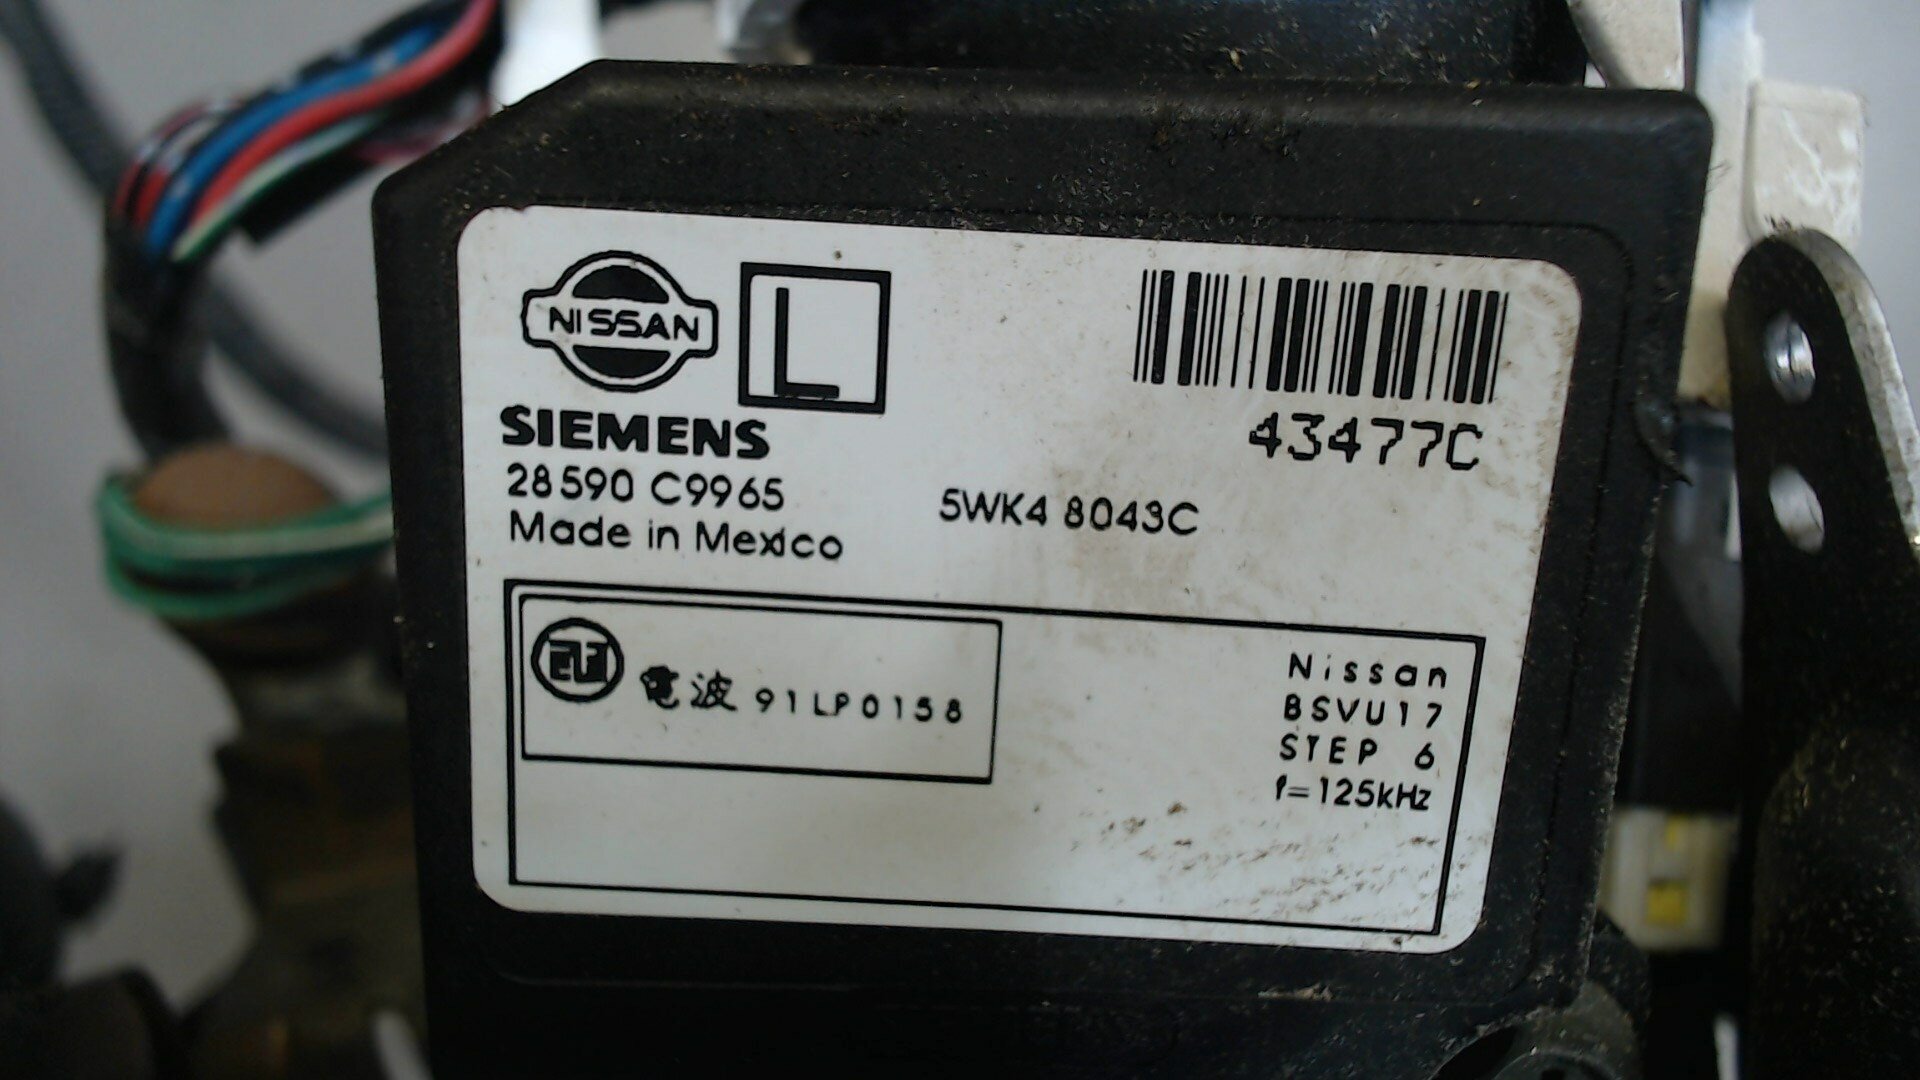 NISSAN
L
SIEMENS
28590 C9965
Made in Mexico
5WK4 8043C
43477C
電波 91LP0158
Nissan
BSVU17
STEP 6
f=125kHz